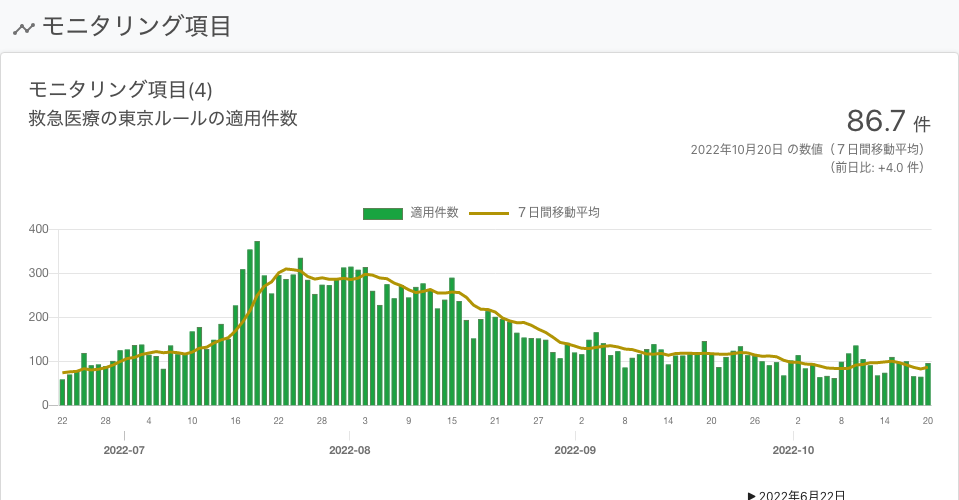 モニタリング項目
モニタリング項目(4)
救急医療の東京ルールの適用件数
86.7 件
2022年10月20日 の数値（７日間移動平均）
（前日比: +4.0 件）
適用件数 ７日間移動平均
400
300
200
100
0
22 28 4 10 16 22 28 3 9 15 21 27 2 8 14 20 26 2 8 14 20
2022-07 2022-08 2022-09 2022-10
▶ 2022年6月22日